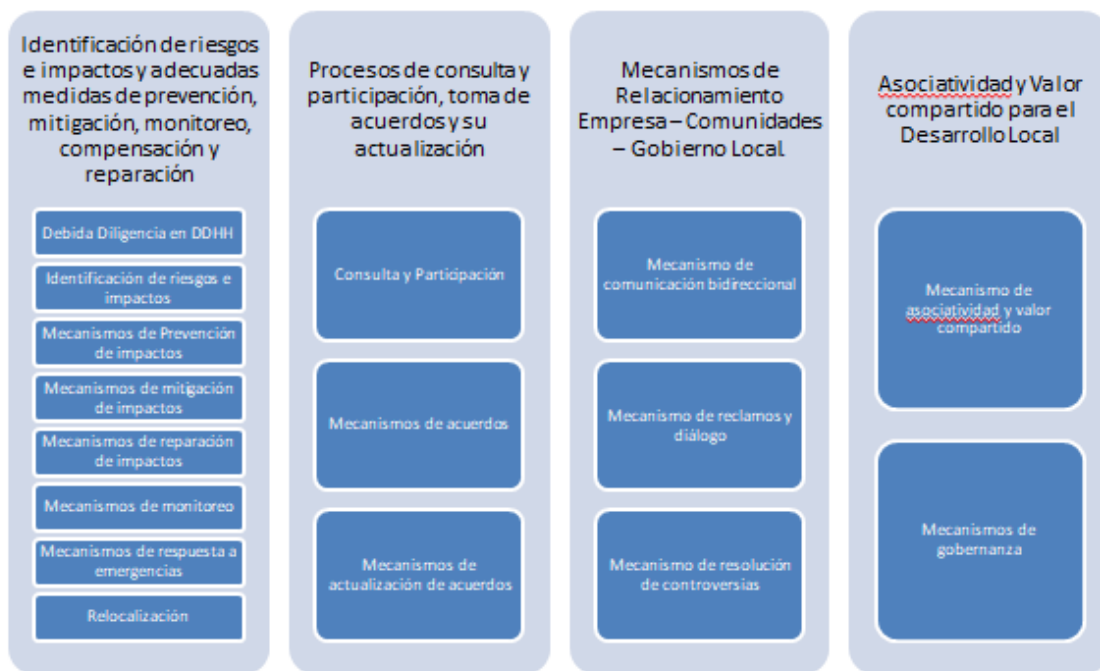 Identificación de riesgos
e impactos y adecuadas
medidas de prevención,
mitigación, monitoreo,
compensación y
reparación
Debida Diligencia en DDHH
Identificación de riesgos e
impactos
Mecanismos de Prevención
de impactos
Mecanismos de mitigación
de impactos
Mecanismos de reparación
de impactos
Mecanismos de monitoreo
Mecanismos de respuesta a
emergencias
Relocalización
Procesos de consulta y
participación, toma de
acuerdos y su
actualización
Consulta y Participación
Mecanismos de acuerdos
Mecanismos de
actualización de acuerdos
Mecanismos de
Relacionamiento
Empresa – Comunidades
– Gobierno Local
Mecanismo de
comunicación bidireccional
Mecanismo de reclamos y
diálogo
Mecanismo de resolución
de controversias
Asociatividad y Valor
compartido para el
Desarrollo Local
Mecanismo de
asociatividad y valor
compartido
Mecanismos de
gobernanza